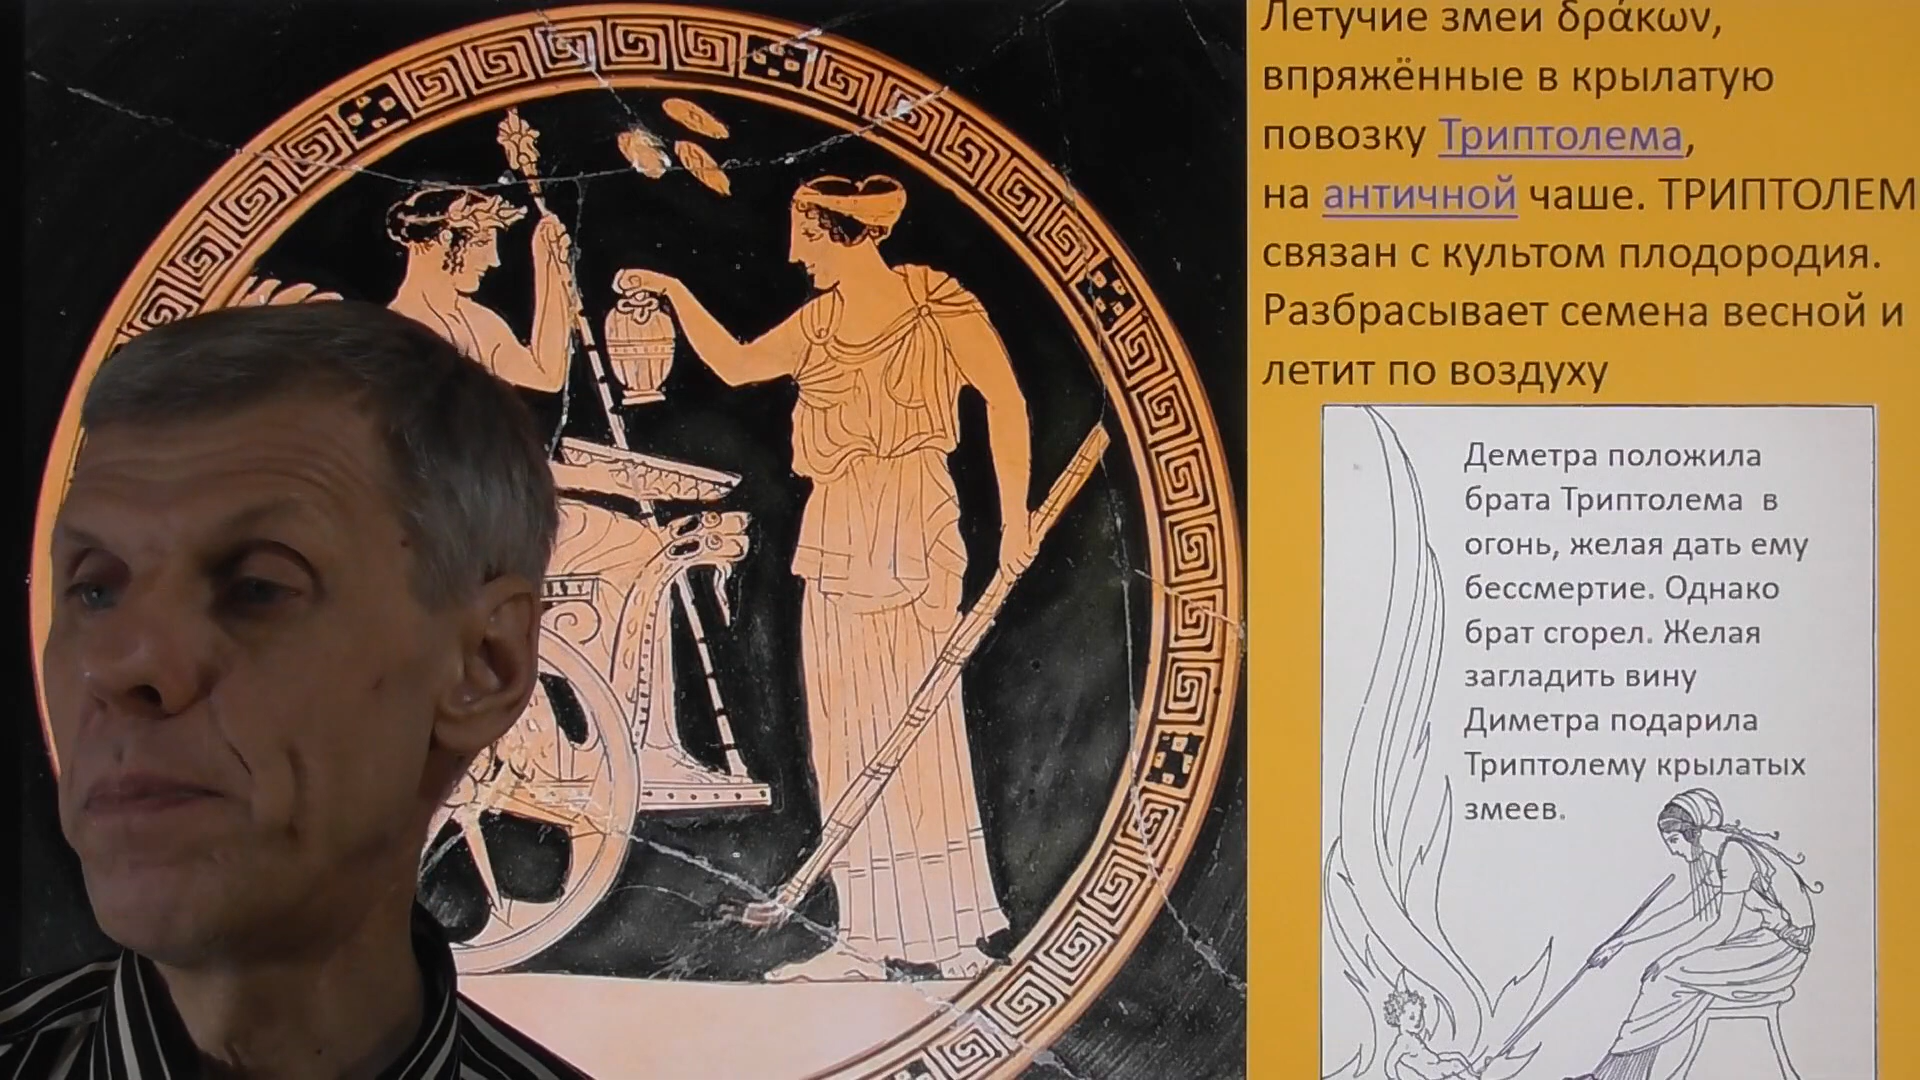 Летучие змеи δράκων,
впряжённые в крылатую
повозку Триптолема,
на античной чаше. ТРИПТОЛЕМ
связан с культом плодородия.
Разбрасывает семена весной и
летит по воздуху
Деметра положила
брата Триптолема в
огонь, желая дать ему
бессмертие. Однако
брат сгорел. Желая
загладить вину
Диметра подарила
Триптолему крылатых
змеев.